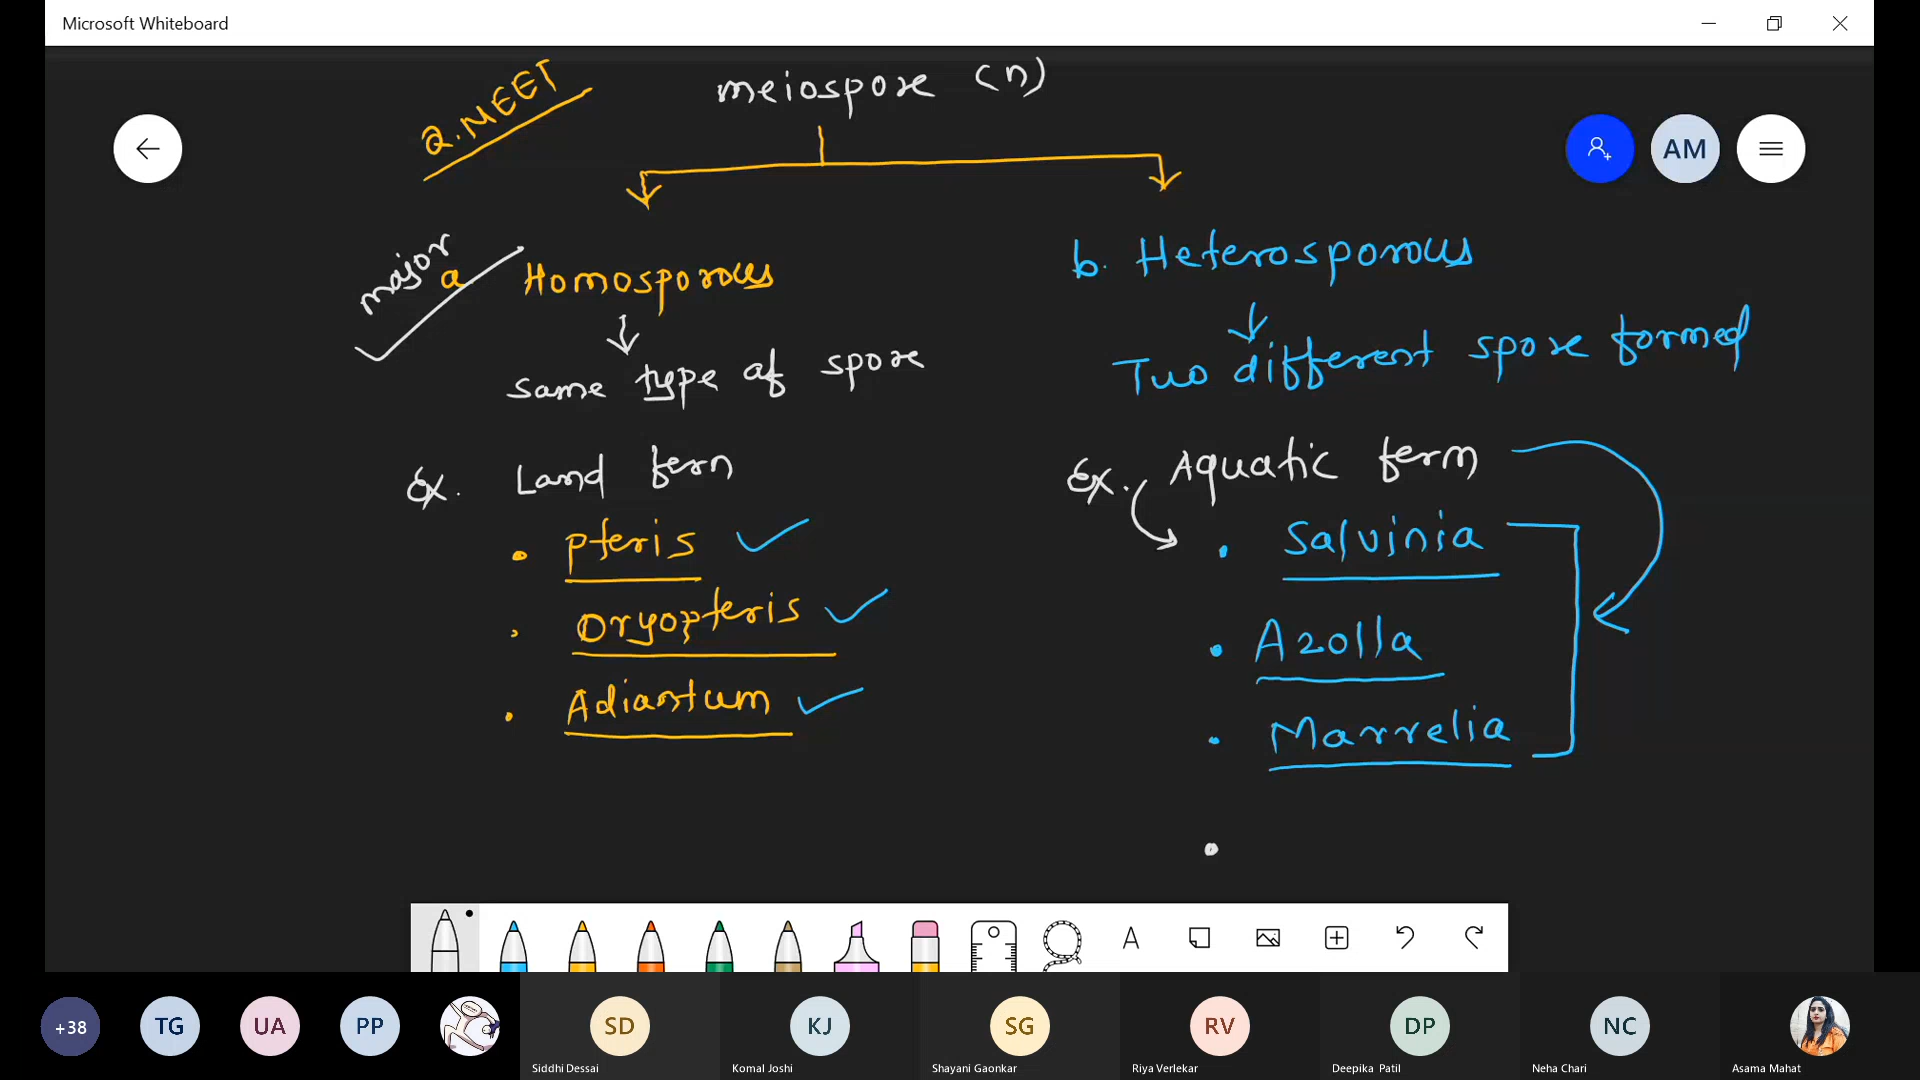 Microsoft Whiteboard
2. MEET
meiospore (n)
AM
major
a Homosporous
b. Heterosporous
same type of spore
Two different spore formed
Ex. Land fern
Ex. Aquatic fern
• Pteris
• Salvinia
• Dryopteris
• Azolla
• Adiantum
• Marrelia
A
+38
TG
UA
PP
SD
KJ
SG
RV
DP
NC
Siddhi Dessai
Komal Joshi
Shayani Gaonkar
Riya Verlekar
Deepika Patil
Neha Chari
Asama Mahat